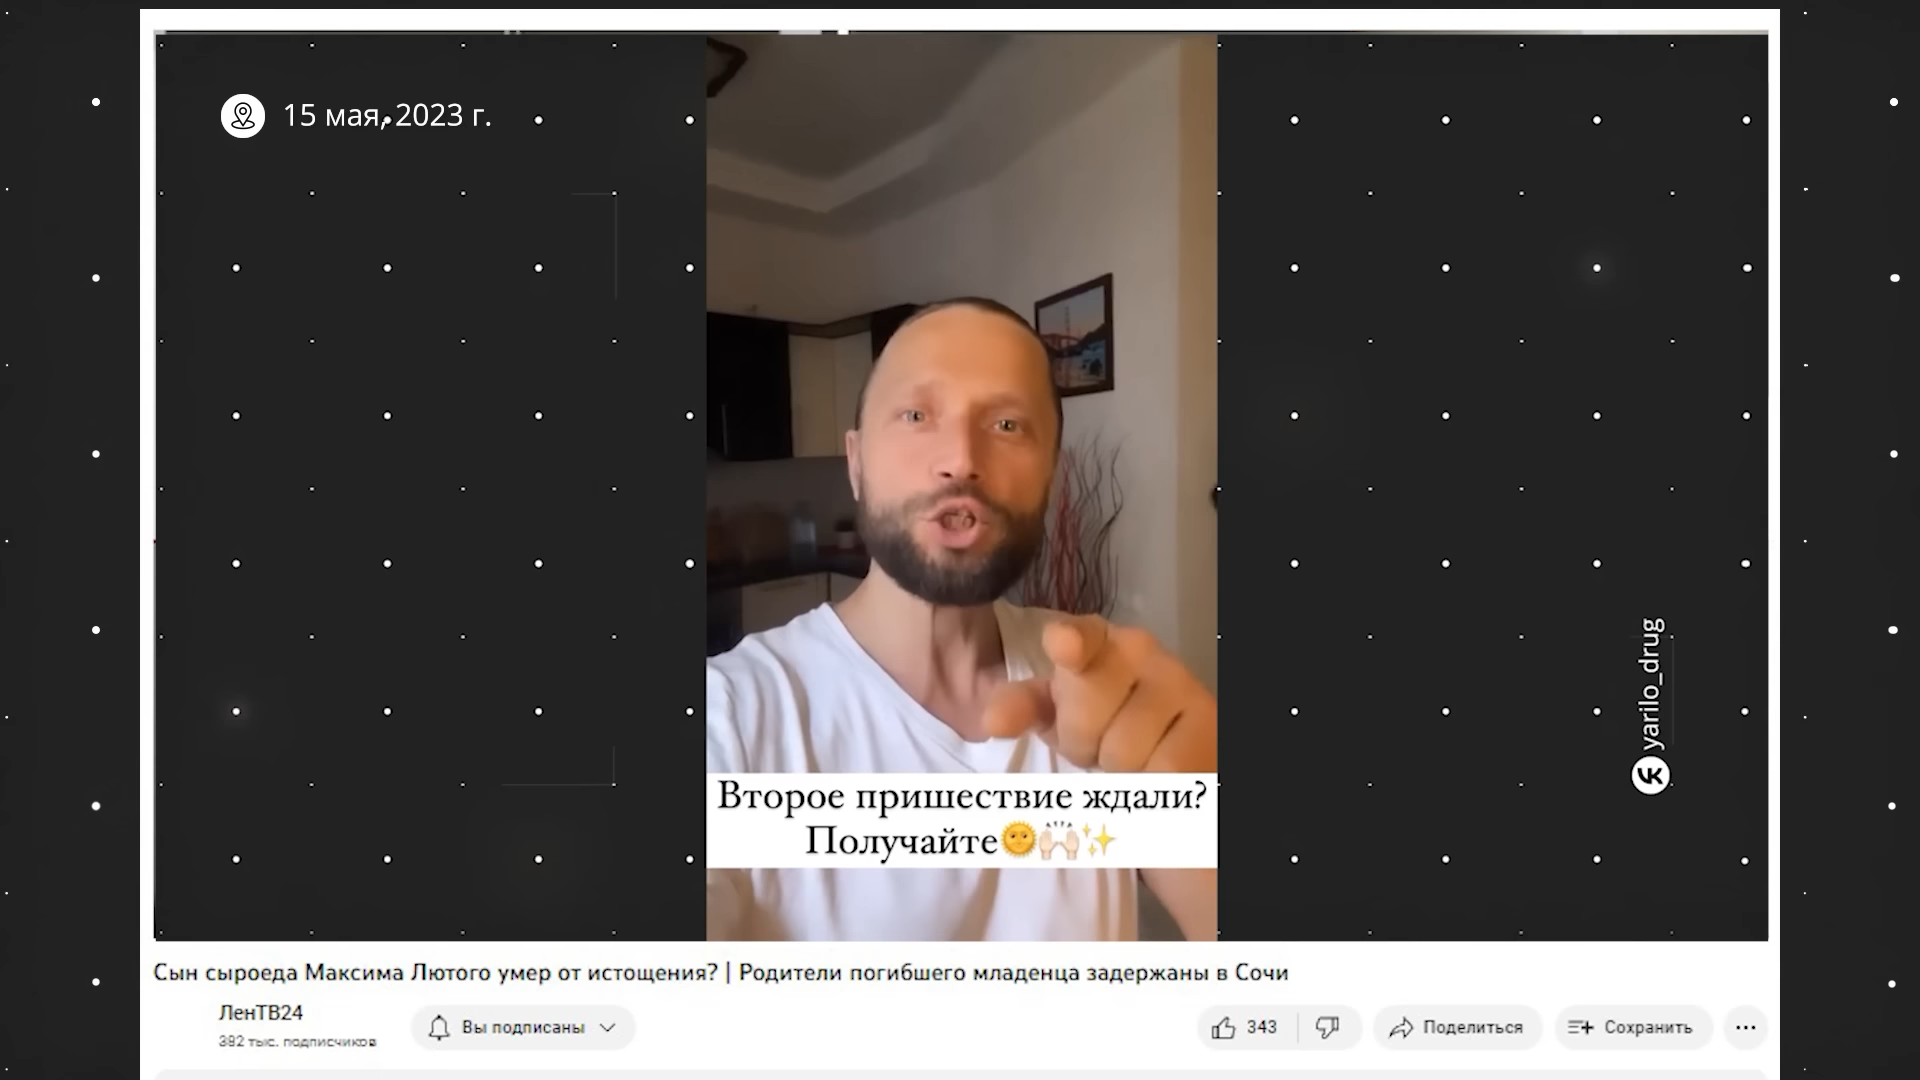 15 мая, 2023 г.
yarilo_drug
Второе пришествие ждали?
Получайте🌞🙌🏻✨
Сын сыроеда Максима Лютого умер от истощения? | Родители погибшего младенца задержаны в Сочи
ЛенТВ24
382 тыс. подписчиков
Вы подписаны
343
Поделиться
Сохранить